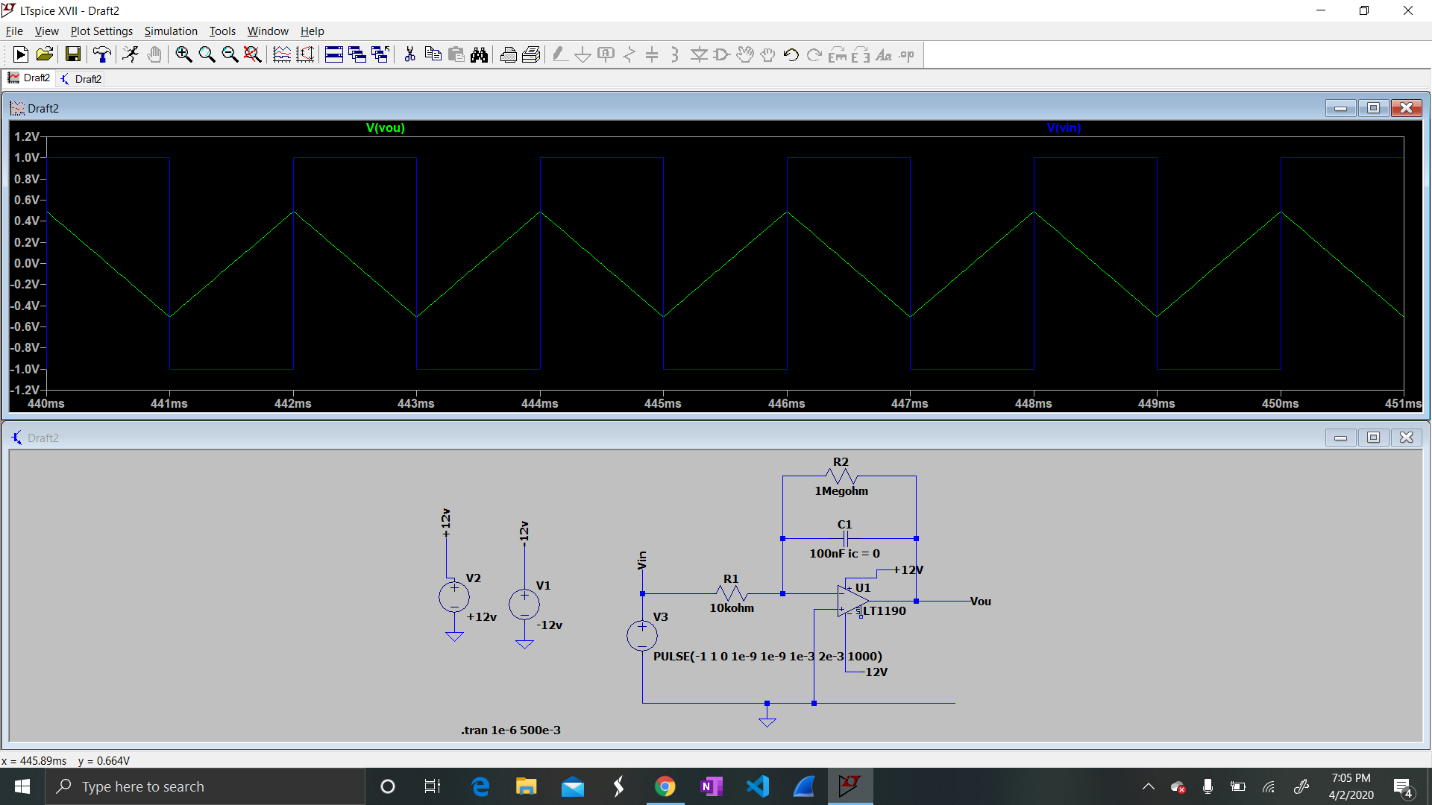 LTspice XVII - Draft2
File View Plot Settings Simulation Tools Window Help
Draft2 Draft2
Draft2
V(vou) V(vin)
1.2V
1.0V
0.8V
0.6V
0.4V
0.2V
0.0V
-0.2V
-0.4V
-0.6V
-0.8V
-1.0V
-1.2V
440ms 441ms 442ms 443ms 444ms 445ms 446ms 447ms 448ms 449ms 450ms 451ms
Draft2
R2
1Megohm
+12v
-12v
C1
100nF ic = 0
Vin
+12V
V2
V1
R1
U1
10kohm
LT1190
Vou
+12v
-12v
V3
PULSE(-1 1 0 1e-9 1e-9 1e-3 2e-3 1000)
-12V
.tran 1e-6 500e-3
x = 445.89ms y = 0.664V
Type here to search
7:05 PM
4/2/2020
4